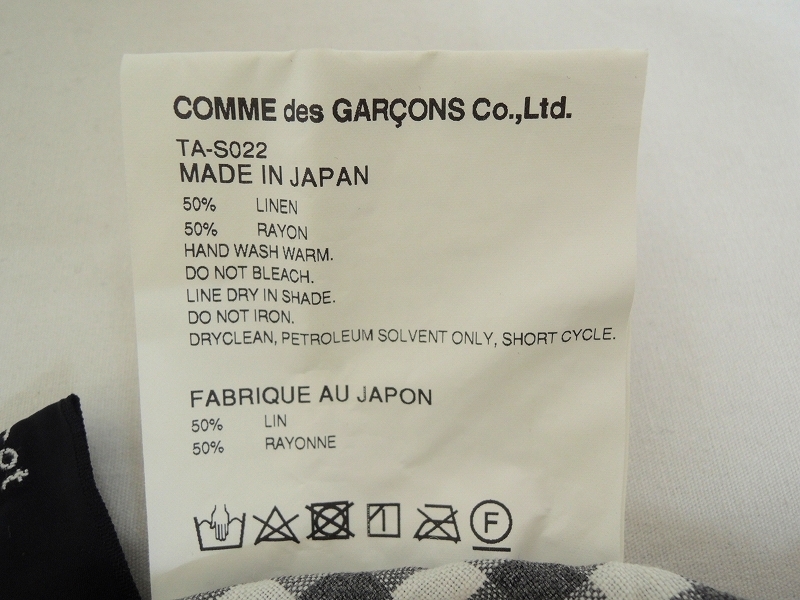 COMME des GARÇONS Co.,Ltd.
TA-S022
MADE IN JAPAN
50% LINEN
50% RAYON
HAND WASH WARM.
DO NOT BLEACH.
LINE DRY IN SHADE.
DO NOT IRON.
DRYCLEAN, PETROLEUM SOLVENT ONLY, SHORT CYCLE.
FABRIQUE AU JAPON
50% LIN
50% RAYONNE
F